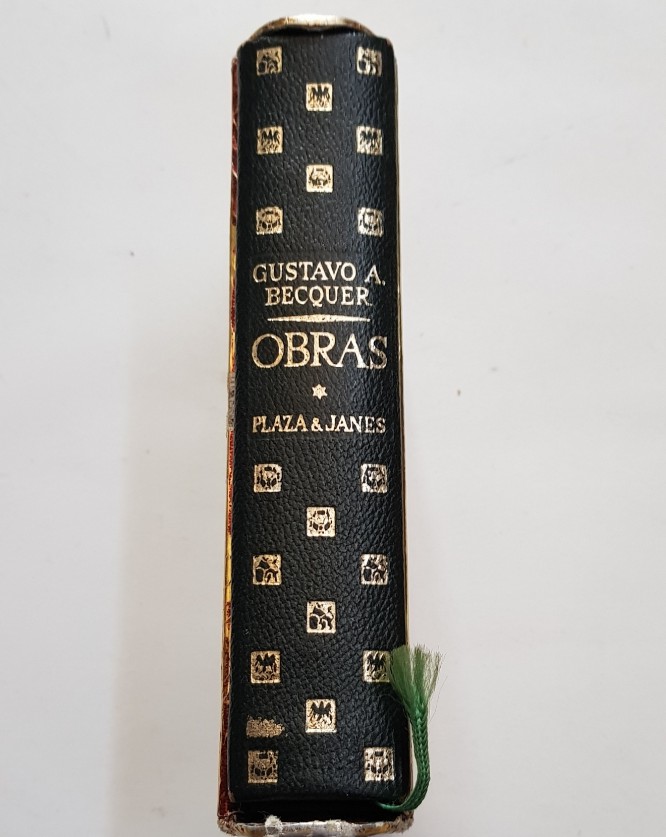 GUSTAVO A.
BECQUER
OBRAS
PLAZA & JANES